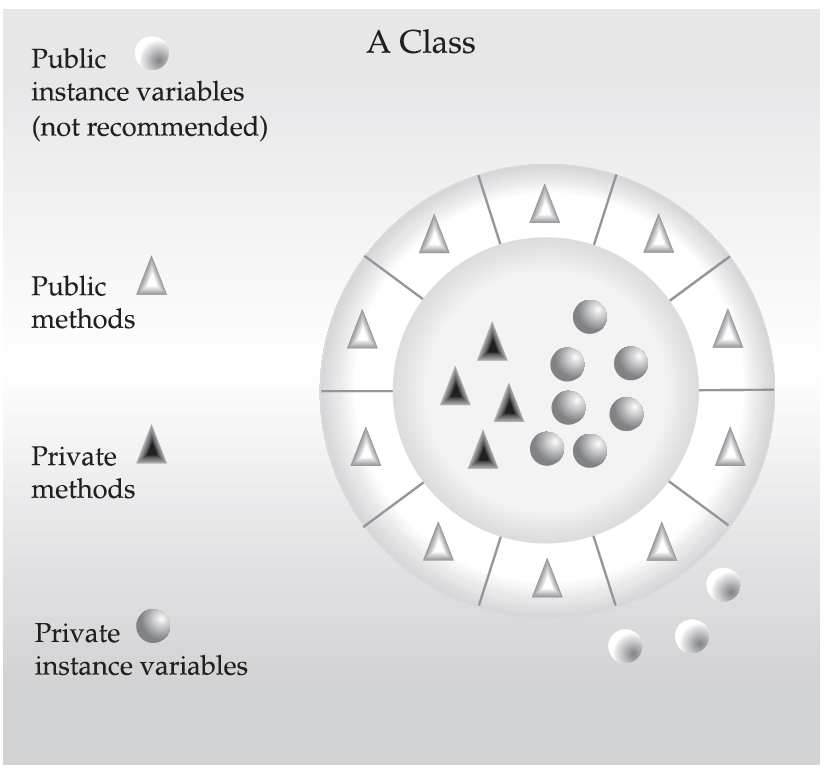 A Class
Public
instance variables
(not recommended)
Public
methods
Private
methods
Private
instance variables